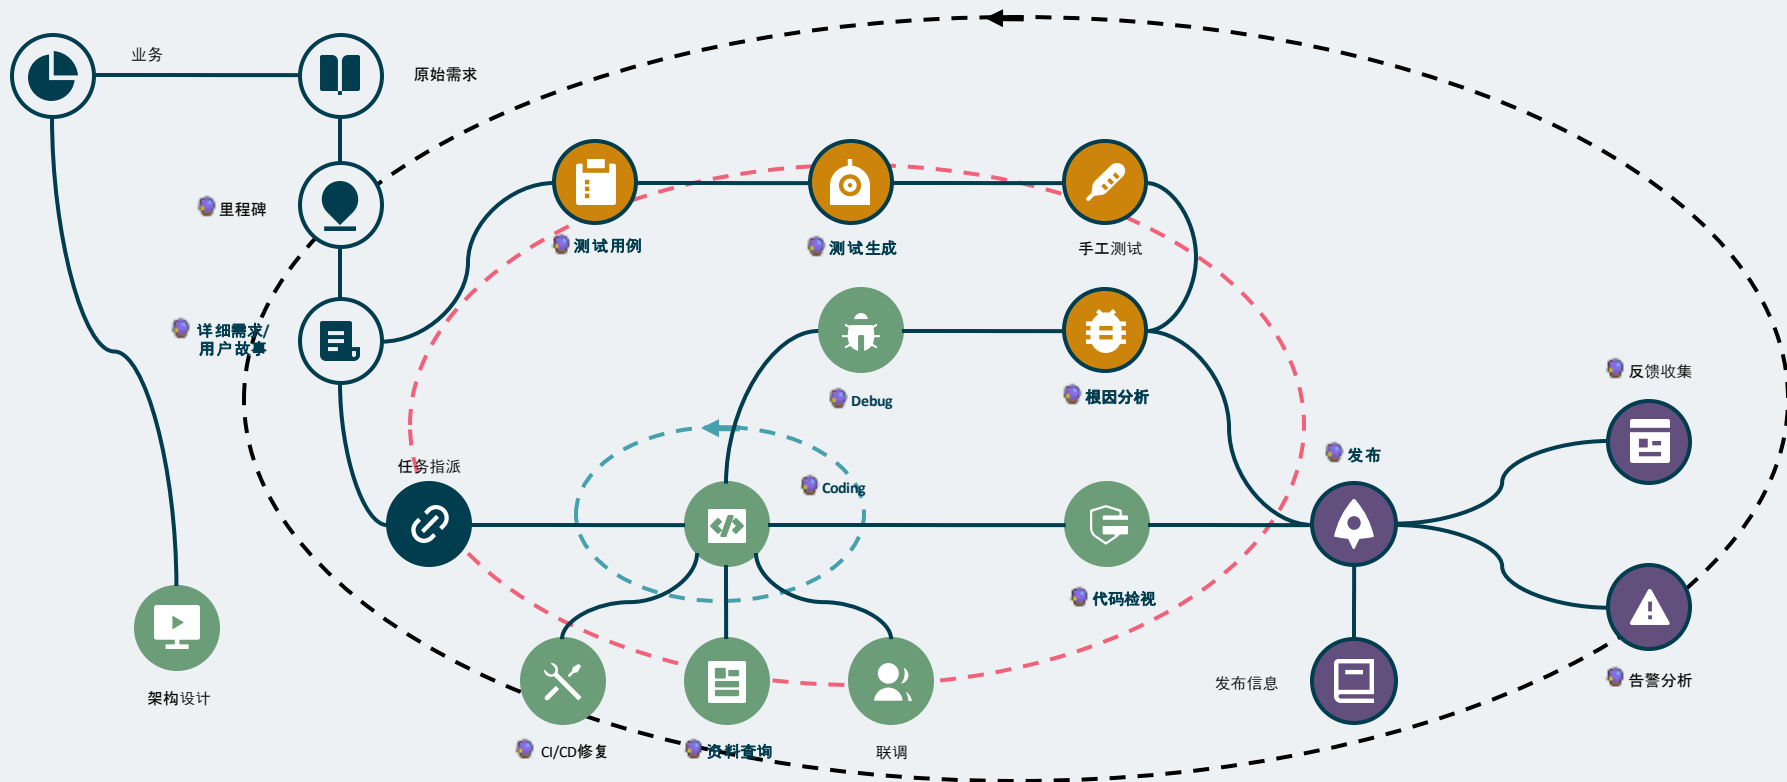 业务
原始需求
里程碑
测试用例
测试生成
手工测试
详细需求/
用户故事
Debug
根因分析
反馈收集
任务指派
Coding
发布
代码检视
架构设计
发布信息
告警分析
CI/CD修复
资料查询
联调